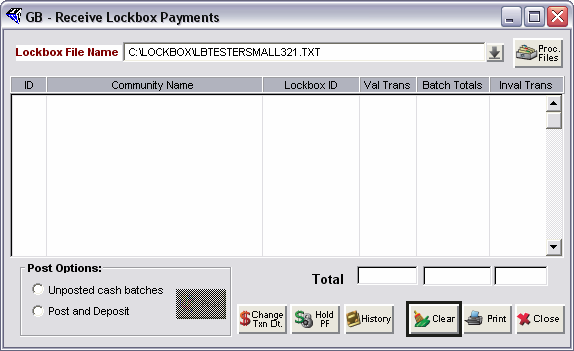 GB - Receive Lockbox Payments
Lockbox File Name C:\LOCKBOX\LBTESTERSMALL321.TXT Proc. Files
ID Community Name Lockbox ID Val Trans Batch Totals Inval Trans
Post Options:
Unposted cash batches
Post and Deposit
Total
Change Txn Dt. Hold PF History Clear Print Close